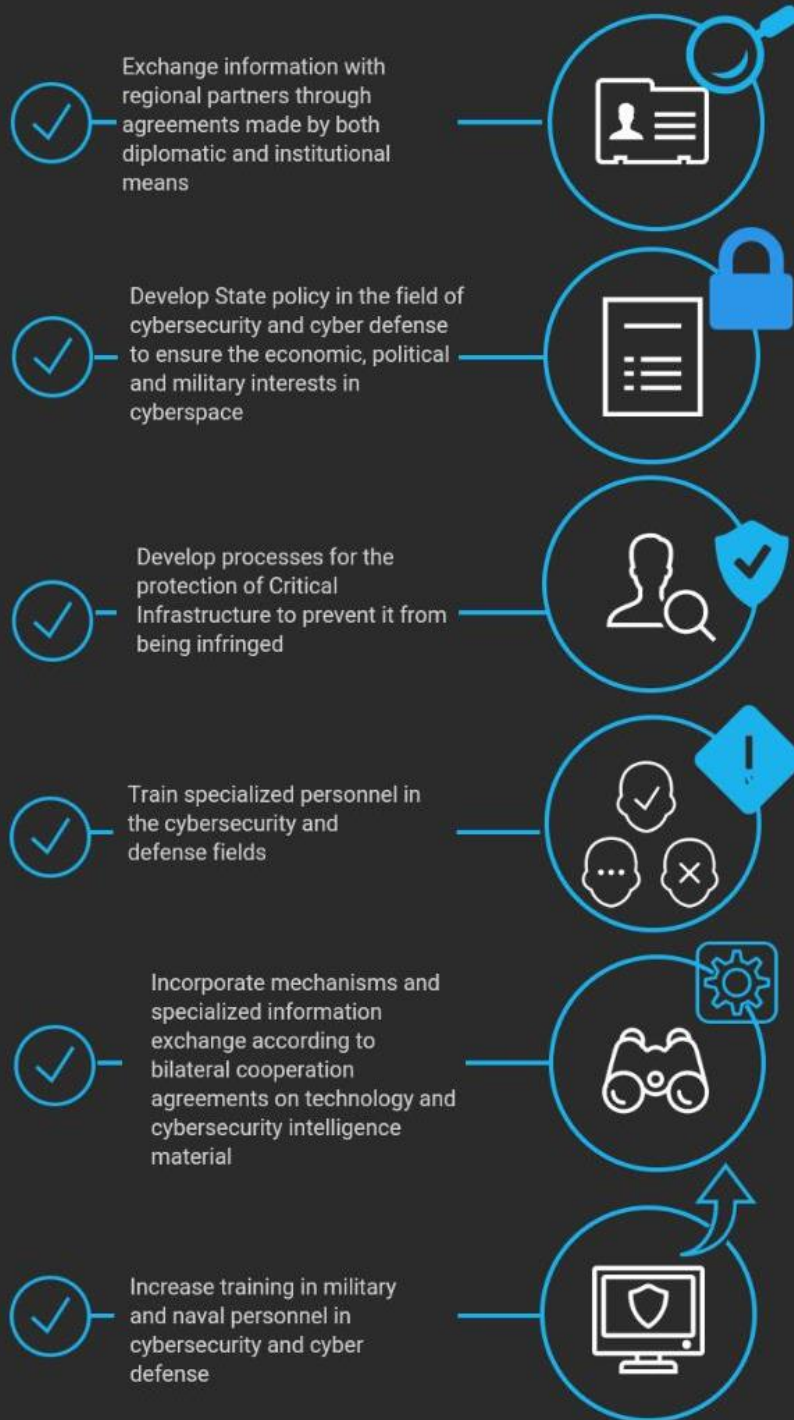 Exchange information with
regional partners through
agreements made by both
diplomatic and institutional
means
Develop State policy in the field of
cybersecurity and cyber defense
to ensure the economic, political
and military interests in
cyberspace
Develop processes for the
protection of Critical
Infrastructure to prevent it from
being infringed
Train specialized personnel in
the cybersecurity and
defense fields
Incorporate mechanisms and
specialized information
exchange according to
bilateral cooperation
agreements on technology and
cybersecurity intelligence
material
Increase training in military
and naval personnel in
cybersecurity and cyber
defense